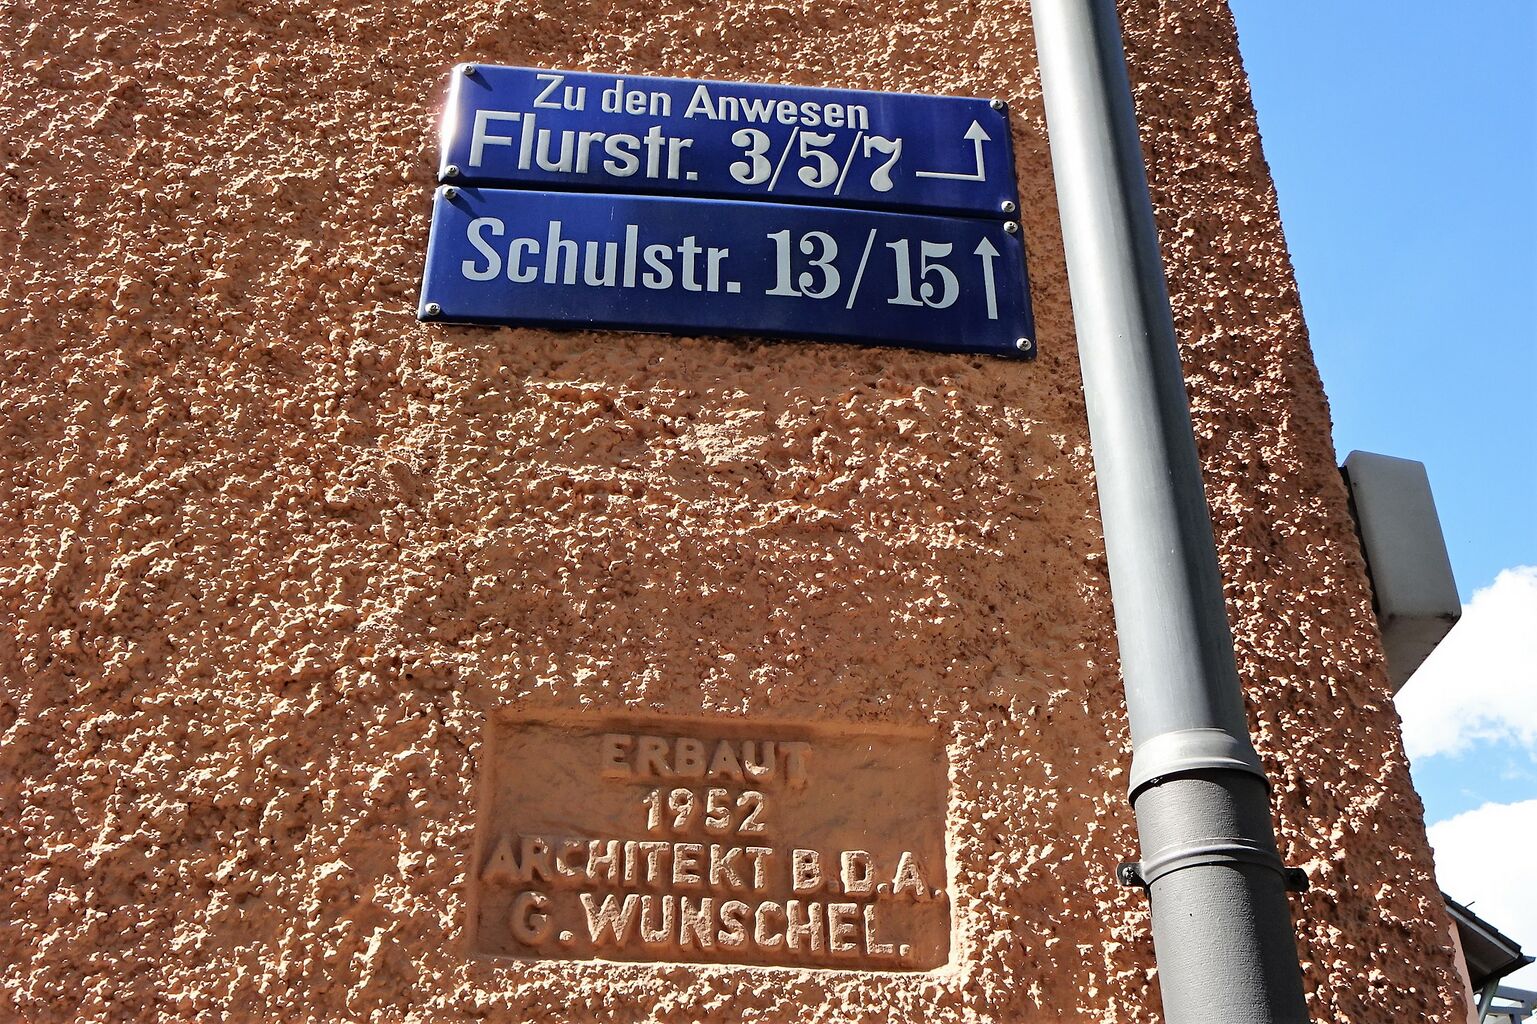 Zu den Anwesen
Flurstr. 3/5/7
Schulstr. 13/15
ERBAUT
1952
ARCHITEKT B.D.A.
G. WUNSCHEL.